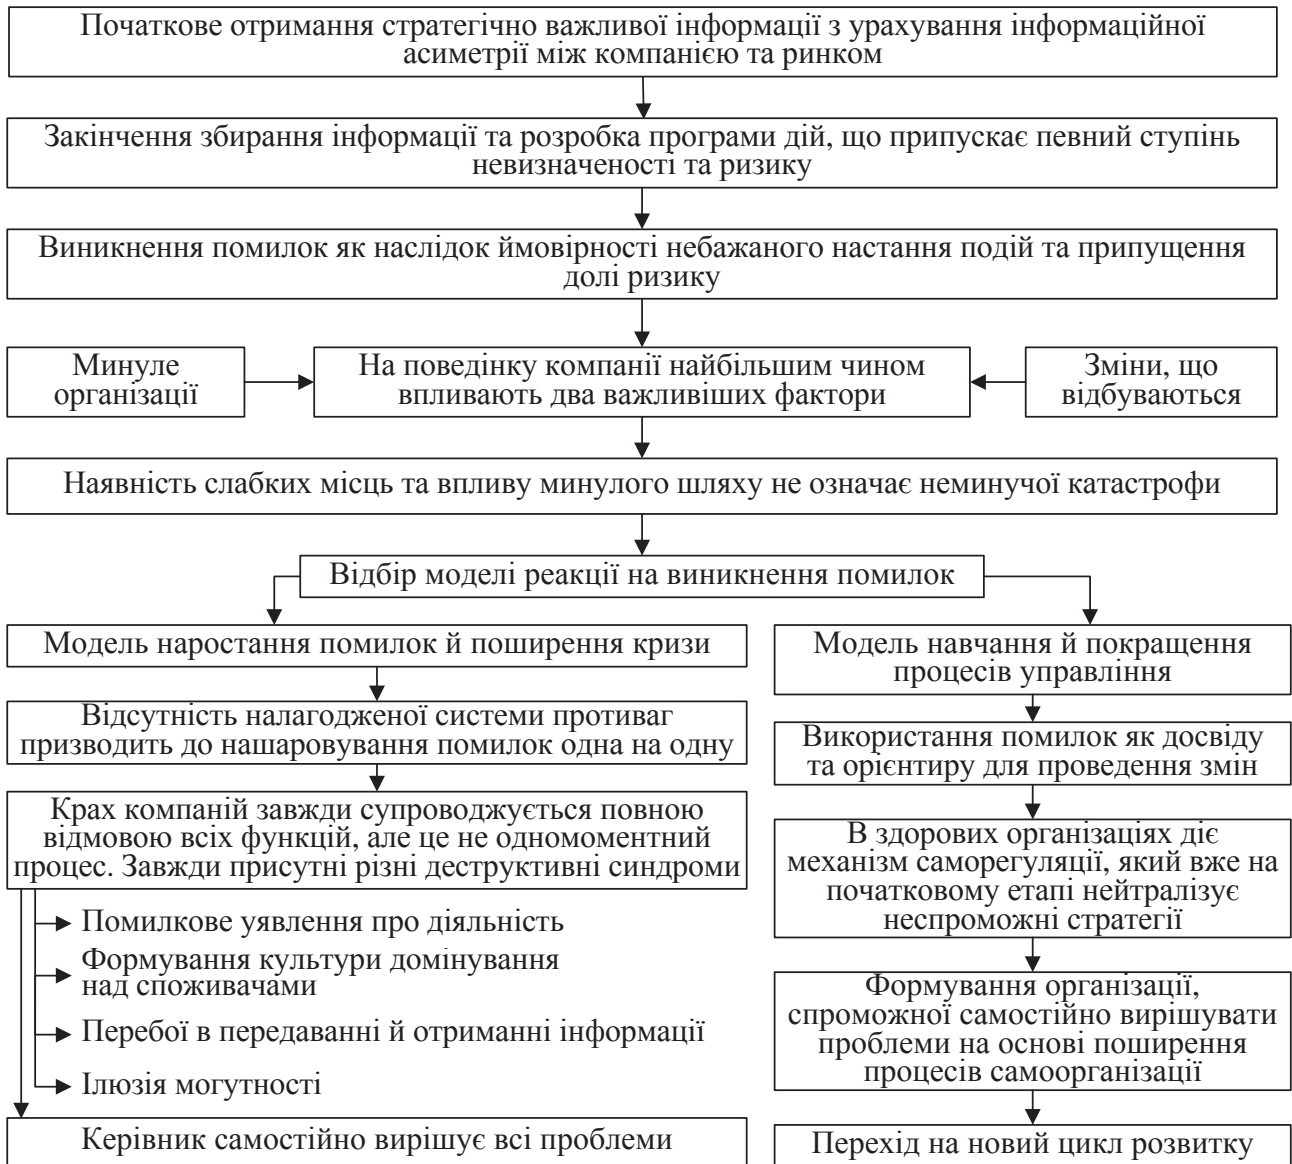 Початкове отримання стратегічно важливої інформації з урахування інформаційної
асиметрії між компанією та ринком
Закінчення збирання інформації та розробка програми дій, що припускає певний ступінь
невизначеності та ризику
Виникнення помилок як наслідок ймовірності небажаного настання подій та припущення
долі ризику
Минуле
організації
На поведінку компанії найбільшим чином
впливають два важливіших фактори
Зміни, що
відбуваються
Наявність слабких місць та впливу минулого шляху не означає неминучої катастрофи
Відбір моделі реакції на виникнення помилок
Модель наростання помилок й поширення кризи
Відсутність налагодженої системи противаг
призводить до нашаровування помилок одна на одну
Крах компаній завжди супроводжується повною
відмовою всіх функцій, але це не одномоментний
процес. Завжди присутні різні деструктивні синдроми
Помилкове уявлення про діяльність
Формування культури домінування
над споживачами
Перебої в передаванні й отриманні інформації
Ілюзія могутності
Керівник самостійно вирішує всі проблеми
Модель навчання й покращення
процесів управління
Використання помилок як досвіду
та орієнтиру для проведення змін
В здорових організаціях діє
механізм саморегуляції, який вже на
початковому етапі нейтралізує
неспроможні стратегії
Формування організації,
спроможної самостійно вирішувати
проблеми на основі поширення
процесів самоорганізації
Перехід на новий цикл розвитку